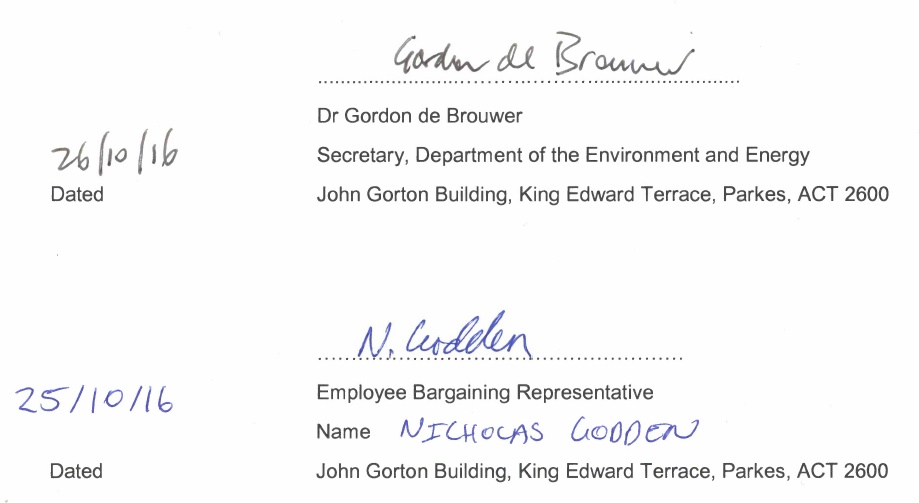 Gordon de Brouwer
Dr Gordon de Brouwer
26/10/16 Secretary, Department of the Environment and Energy
Dated John Gorton Building, King Edward Terrace, Parkes, ACT 2600
N. Godden
25/10/16 Employee Bargaining Representative
Name NICHOLAS GODDEN
Dated John Gorton Building, King Edward Terrace, Parkes, ACT 2600